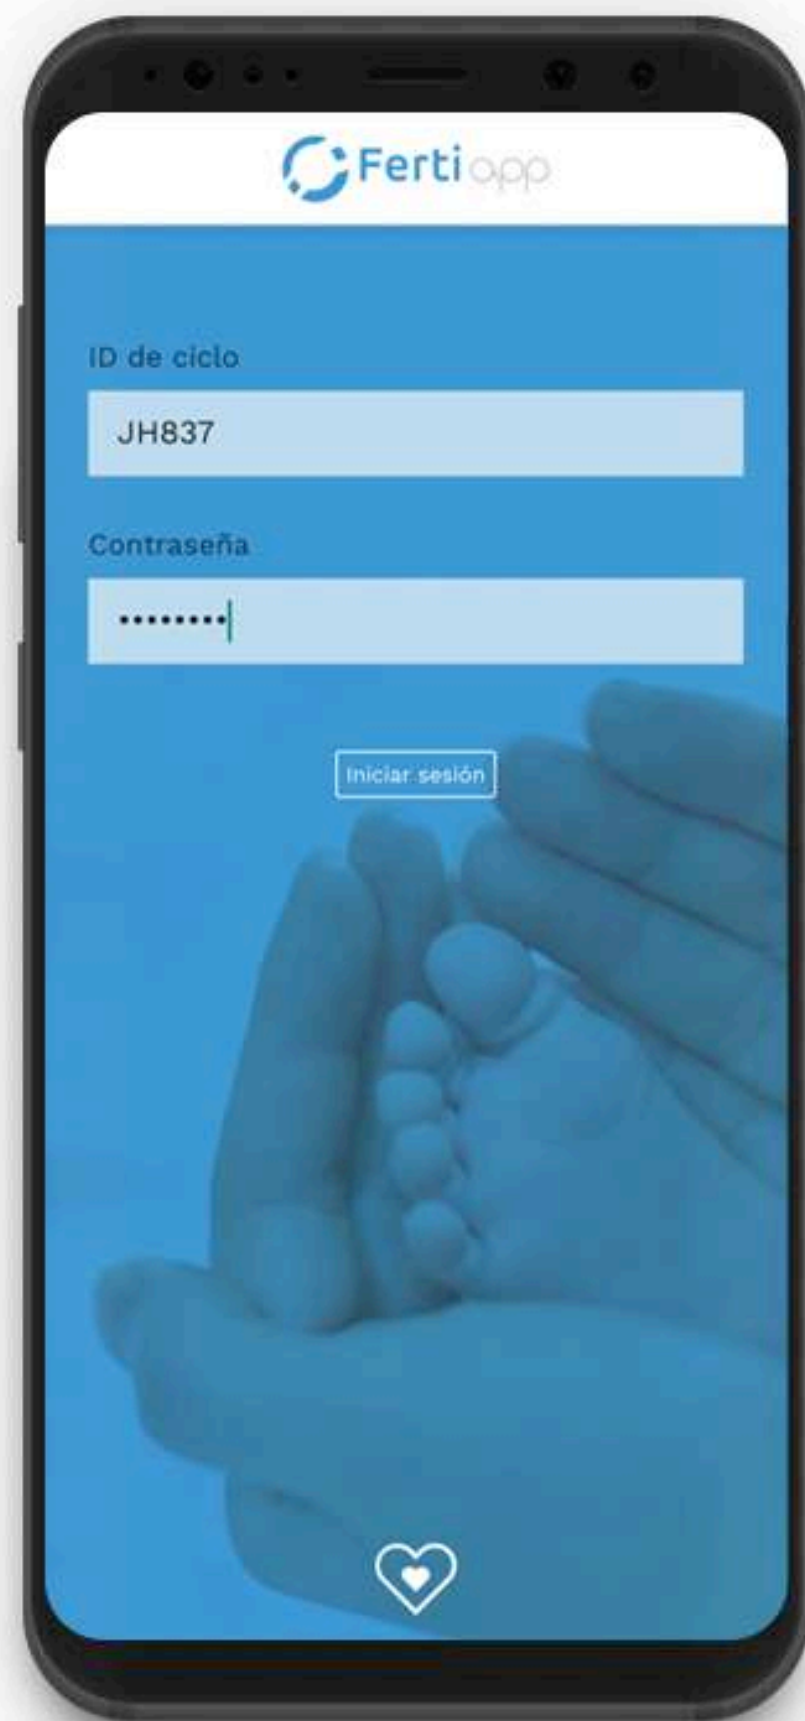 Ferti app
ID de ciclo
JH837
Contraseña
••••••••
Iniciar sesión